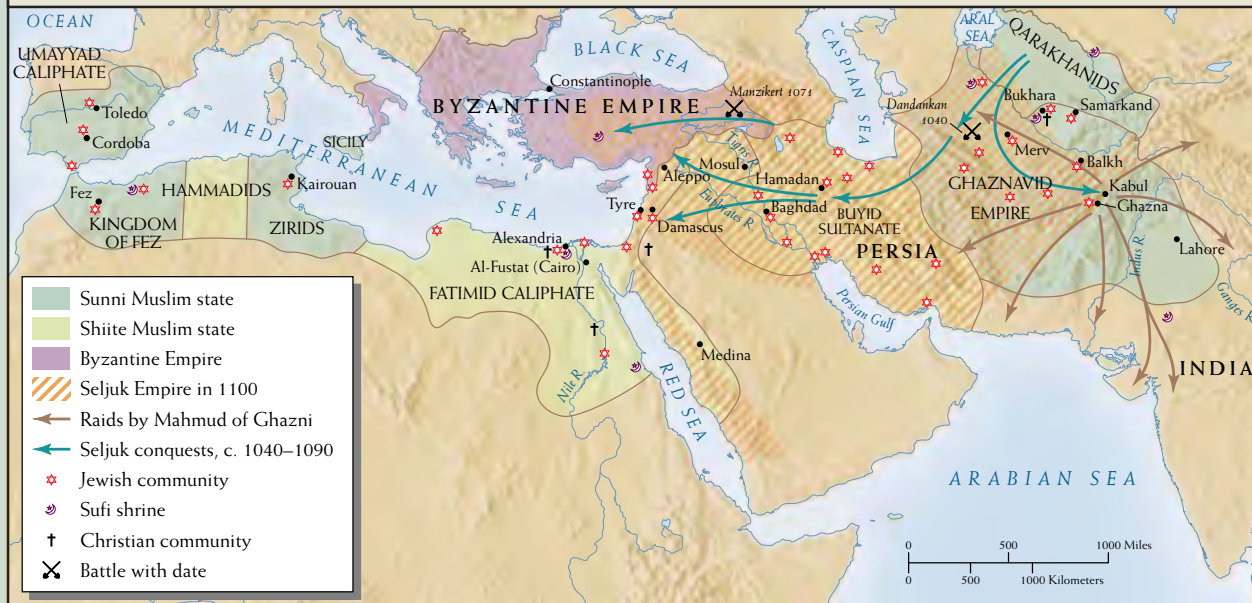 OCEAN
UMAYYAD
CALIPHATE
Toledo
Cordoba
Fez
KINGDOM
OF FEZ
HAMMADIDS
Kairouan
ZIRIDS
SICILY
MEDITERRANEAN
SEA
BLACK SEA
Constantinople
BYZANTINE EMPIRE
Manzikert 1071
CASPIAN
SEA
ARAL
SEA
QARAKHANIDS
Dandankan
1040
Bukhara
Samarkand
Merv
Balkh
Kabul
Ghazna
GHAZNAVID
EMPIRE
Lahore
Indus R.
Ganges R.
INDIA
Tigris R.
Mosul
Hamadan
Aleppo
Euphrates R.
Baghdad
BUYID
SULTANATE
PERSIA
Tyre
Damascus
Alexandria
Al-Fustat (Cairo)
FATIMID CALIPHATE
Nile R.
RED SEA
Medina
Persian Gulf
ARABIAN SEA
Sunni Muslim state
Shiite Muslim state
Byzantine Empire
Seljuk Empire in 1100
Raids by Mahmud of Ghazni
Seljuk conquests, c. 1040–1090
Jewish community
Sufi shrine
Christian community
Battle with date
0 500 1000 Miles
0 500 1000 Kilometers